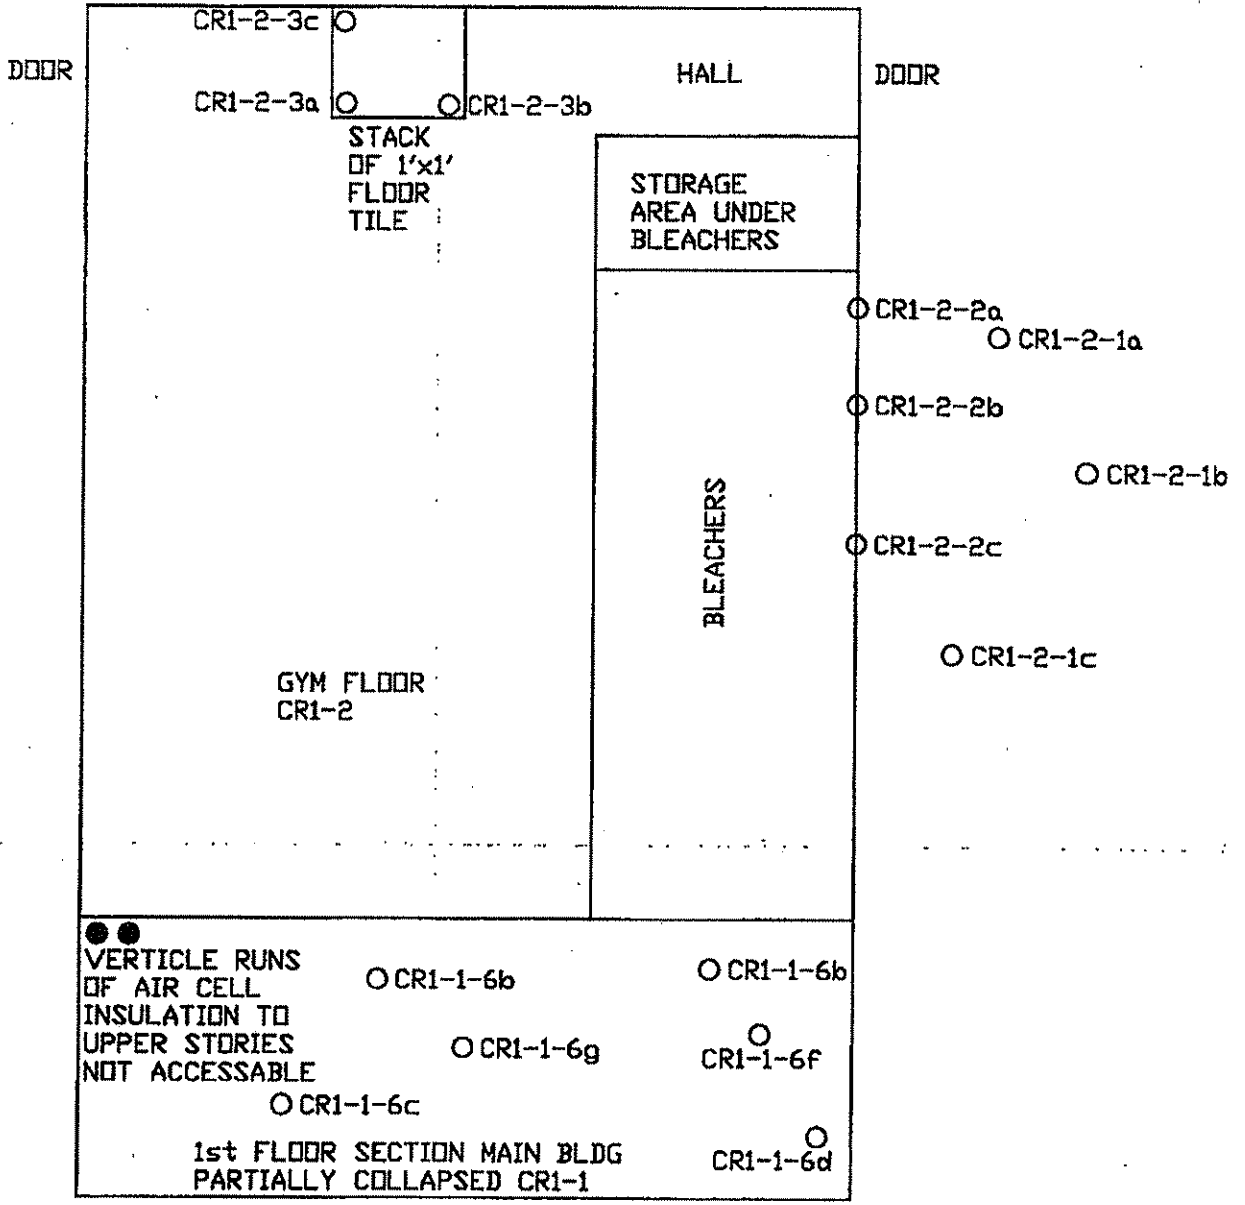 CR1-2-3c
DOOR
HALL
DOOR
CR1-2-3a
CR1-2-3b
STACK
OF 1'x1'
FLOOR
TILE
STORAGE
AREA UNDER
BLEACHERS
CR1-2-2a
CR1-2-1a
CR1-2-2b
CR1-2-1b
BLEACHERS
CR1-2-2c
CR1-2-1c
GYM FLOOR
CR1-2
VERTICLE RUNS
OF AIR CELL
INSULATION TO
UPPER STORIES
NOT ACCESSABLE
CR1-1-6b
CR1-1-6b
CR1-1-6g
CR1-1-6f
CR1-1-6c
CR1-1-6d
1st FLOOR SECTION MAIN BLDG
PARTIALLY COLLAPSED CR1-1